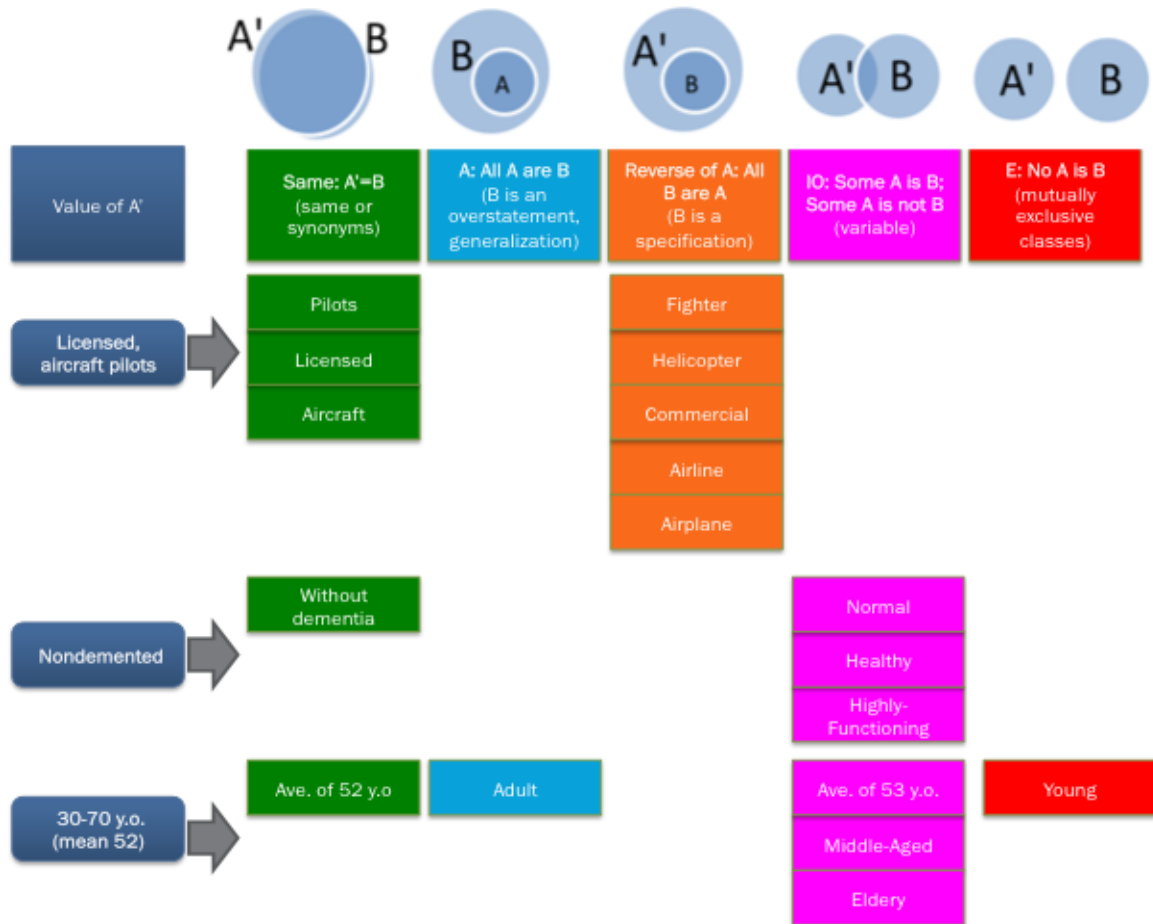 A'
B
B
A
A'
B
A'
B
A'
B
Value of A'
Same: A'=B
(same or
synonyms)
A: All A are B
(B is an
overstatement,
generalization)
Reverse of A: All
B are A
(B is a
specification)
IO: Some A is B;
Some A is not B
(variable)
E: No A is B
(mutually
exclusive
classes)
Licensed,
aircraft pilots
Pilots
Licensed
Aircraft
Fighter
Helicopter
Commercial
Airline
Airplane
Nondemented
Without
dementia
Normal
Healthy
Highly-
Functioning
30-70 y.o.
(mean 52)
Ave. of 52 y.o
Adult
Ave. of 53 y.o.
Middle-Aged
Eldery
Young